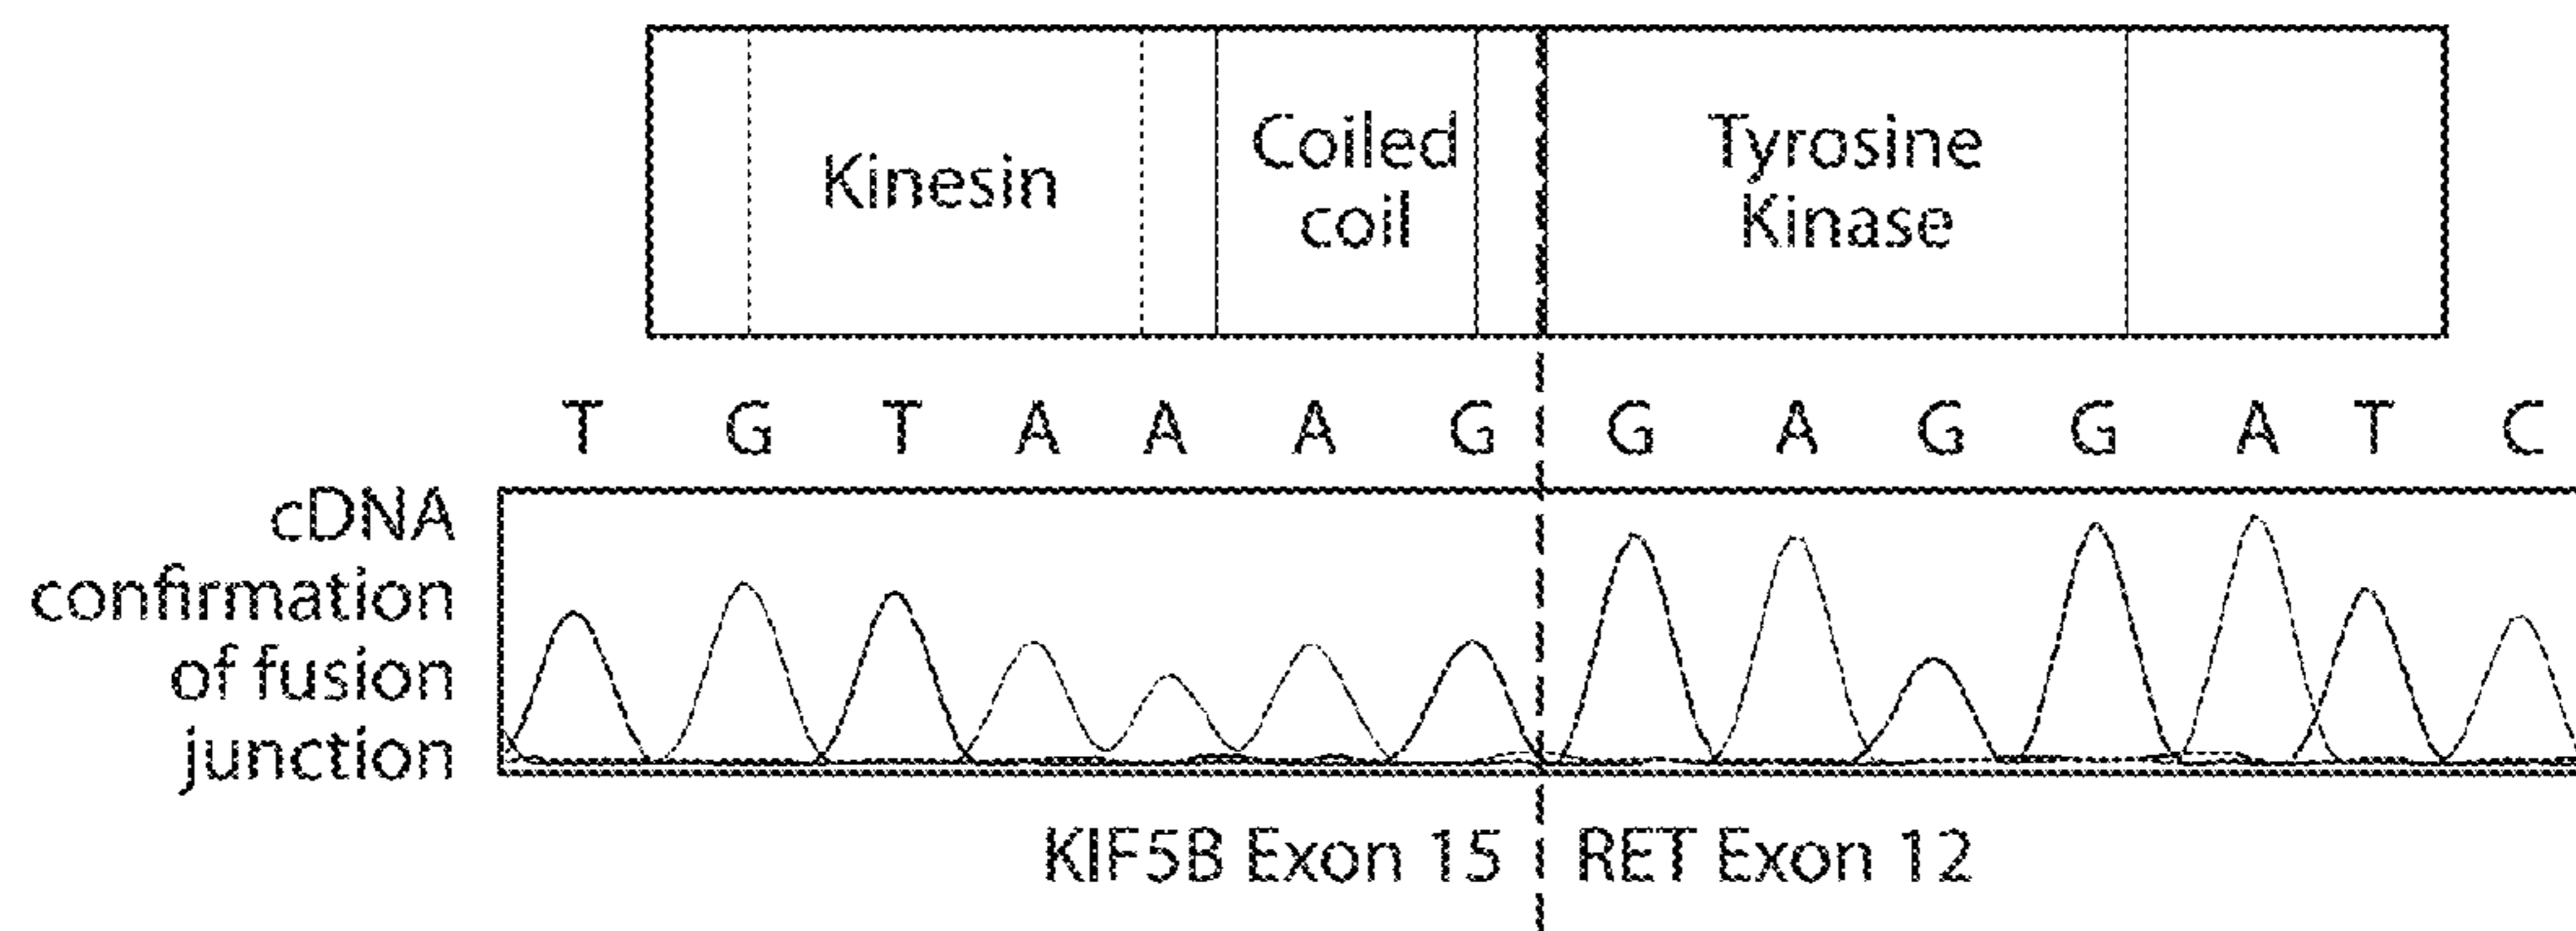 Kinesin
Coiled
coil
Tyrosine
Kinase
T G T A A A G G A G G A T C
cDNA
confirmation
of fusion
junction
KIF5B Exon 15 RET Exon 12